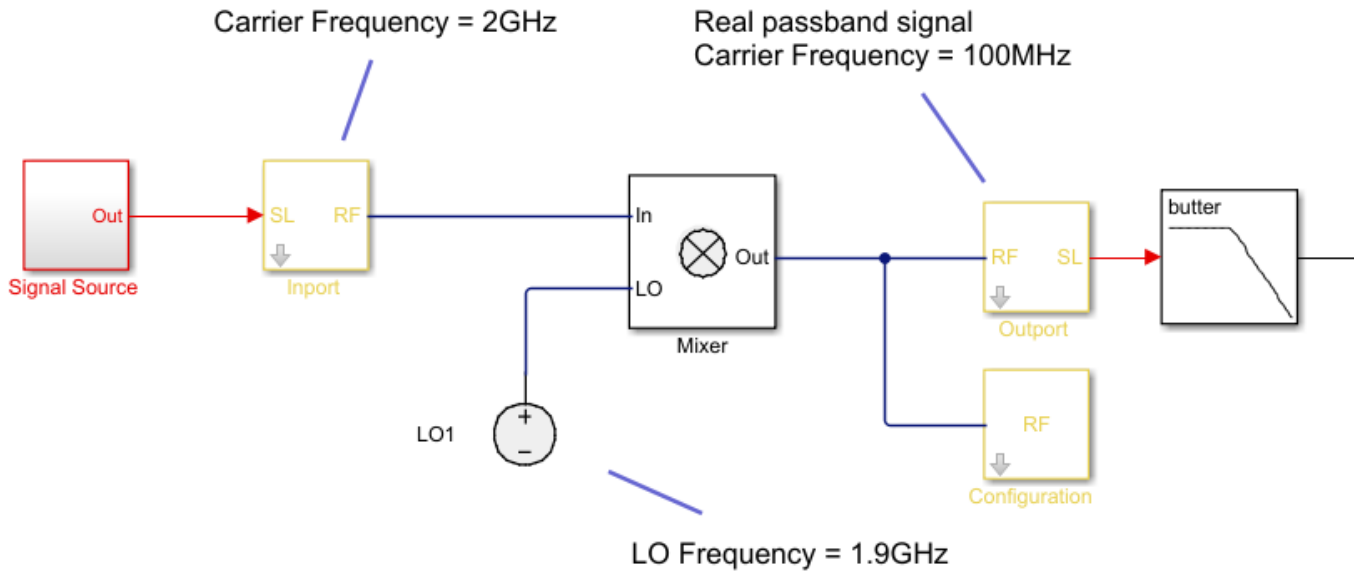 Carrier Frequency = 2GHz
Real passband signal
Carrier Frequency = 100MHz
Out
Signal Source
SL RF
Inport
In
LO
Out
Mixer
RF SL
Outport
butter
LO1
+
−
RF
Configuration
LO Frequency = 1.9GHz